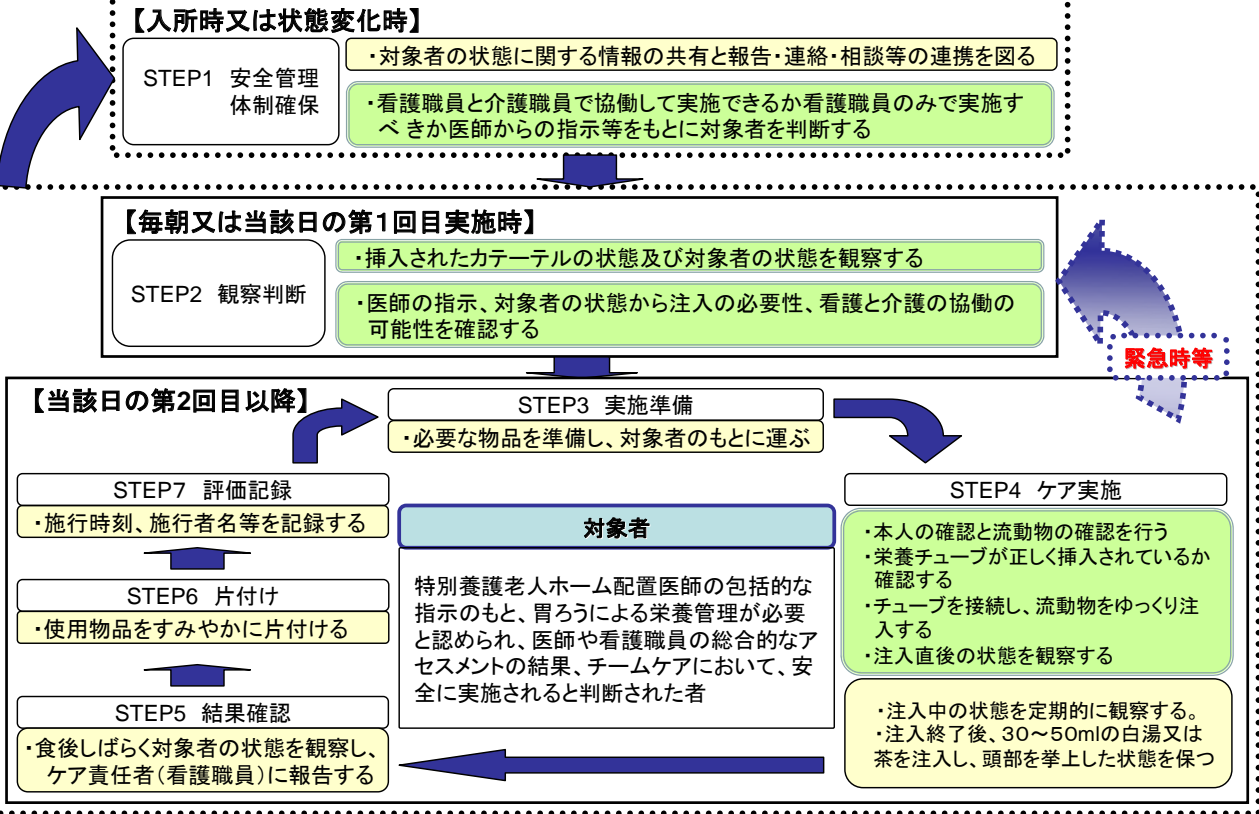 【入所時又は状態変化時】
STEP1 安全管理
体制確保
・対象者の状態に関する情報の共有と報告・連絡・相談等の連携を図る
・看護職員と介護職員で協働して実施できるか看護職員のみで実施す
べきか医師からの指示等をもとに対象者を判断する
【毎朝又は当該日の第1回目実施時】
STEP2 観察判断
・挿入されたカテーテルの状態及び対象者の状態を観察する
・医師の指示、対象者の状態から注入の必要性、看護と介護の協働の
可能性を確認する
緊急時等
【当該日の第2回目以降】
STEP3 実施準備
・必要な物品を準備し、対象者のもとに運ぶ
STEP4 ケア実施
・本人の確認と流動物の確認を行う
・栄養チューブが正しく挿入されているか
確認する
・チューブを接続し、流動物をゆっくり注
入する
・注入直後の状態を観察する
・注入中の状態を定期的に観察する。
・注入終了後、30~50mlの白湯又は
茶を注入し、頭部を挙上した状態を保つ
STEP5 結果確認
・食後しばらく対象者の状態を観察し、
ケア責任者(看護職員)に報告する
STEP6 片付け
・使用物品をすみやかに片付ける
STEP7 評価記録
・施行時刻、施行者名等を記録する
対象者
特別養護老人ホーム配置医師の包括的な
指示のもと、胃ろうによる栄養管理が必要
と認められ、医師や看護職員の総合的なア
セスメントの結果、チームケアにおいて、安
全に実施されると判断された者